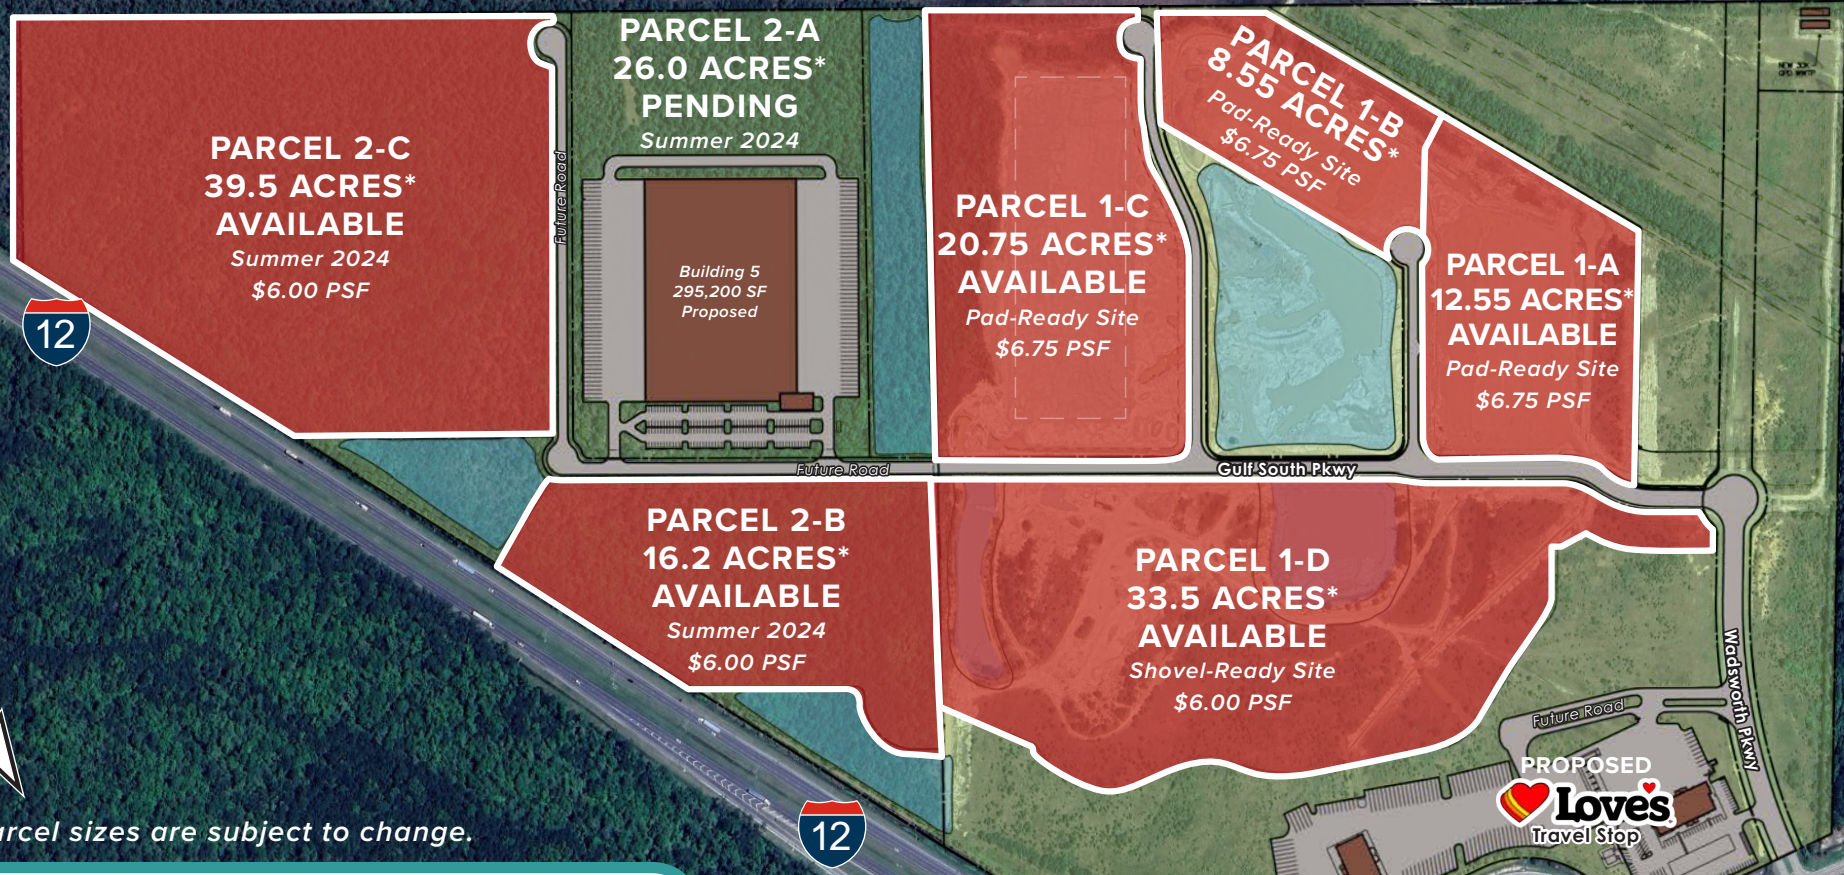 PARCEL 2-C
39.5 ACRES*
AVAILABLE
Summer 2024
$6.00 PSF
Future Road
PARCEL 2-A
26.0 ACRES*
PENDING
Summer 2024
Building 5
295,200 SF
Proposed
PARCEL 1-C
20.75 ACRES*
AVAILABLE
Pad-Ready Site
$6.75 PSF
PARCEL 1-B
8.55 ACRES*
Pad-Ready Site
$6.75 PSF
PARCEL 1-A
12.55 ACRES*
AVAILABLE
Pad-Ready Site
$6.75 PSF
12
Future Road
Gulf South Pkwy
PARCEL 2-B
16.2 ACRES*
AVAILABLE
Summer 2024
$6.00 PSF
PARCEL 1-D
33.5 ACRES*
AVAILABLE
Shovel-Ready Site
$6.00 PSF
Wadsworth Pkwy
Future Road
PROPOSED
Love's
Travel Stop
12
arcel sizes are subject to change.